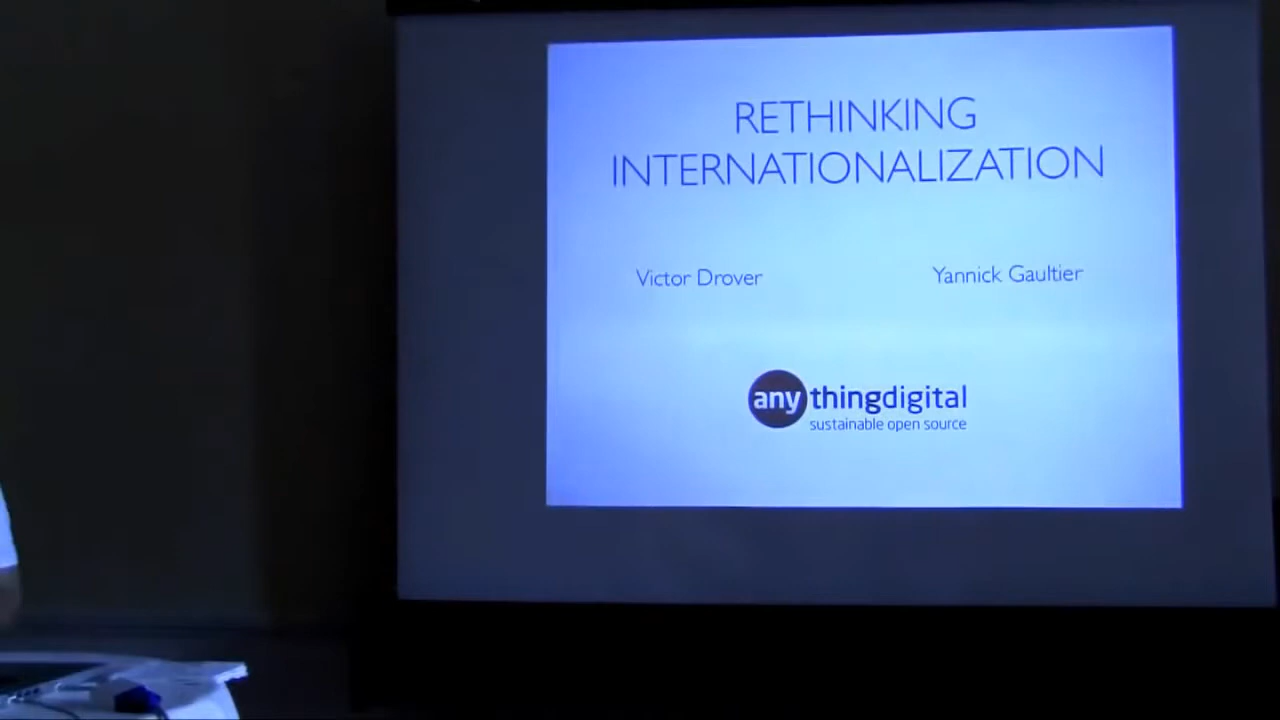 RETHINKING
INTERNATIONALIZATION
Victor Drover
Yannick Gaultier
anythingdigital
sustainable open source